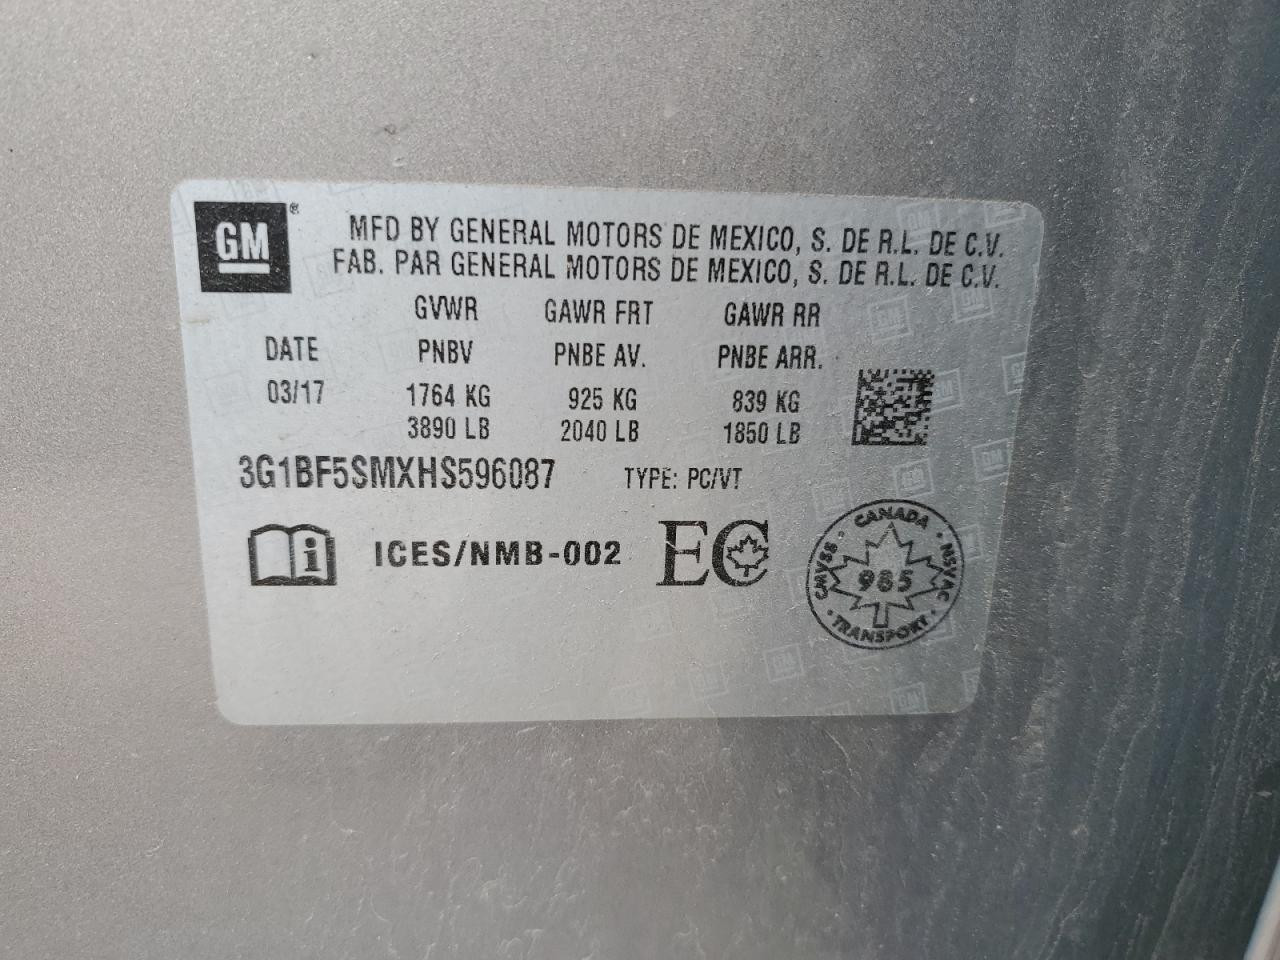 GM®
MFD BY GENERAL MOTORS DE MEXICO, S. DE R.L. DE C.V.
FAB. PAR GENERAL MOTORS DE MEXICO, S. DE R.L. DE C.V.
GVWR GAWR FRT GAWR RR
DATE PNBV PNBE AV. PNBE ARR.
03/17 1764 KG 925 KG 839 KG
3890 LB 2040 LB 1850 LB
3G1BF5SMXHS596087 TYPE: PC/VT
i ICES/NMB-002 EC
CANADA
CMVSS · NSVAC
985
· TRANSPORT ·